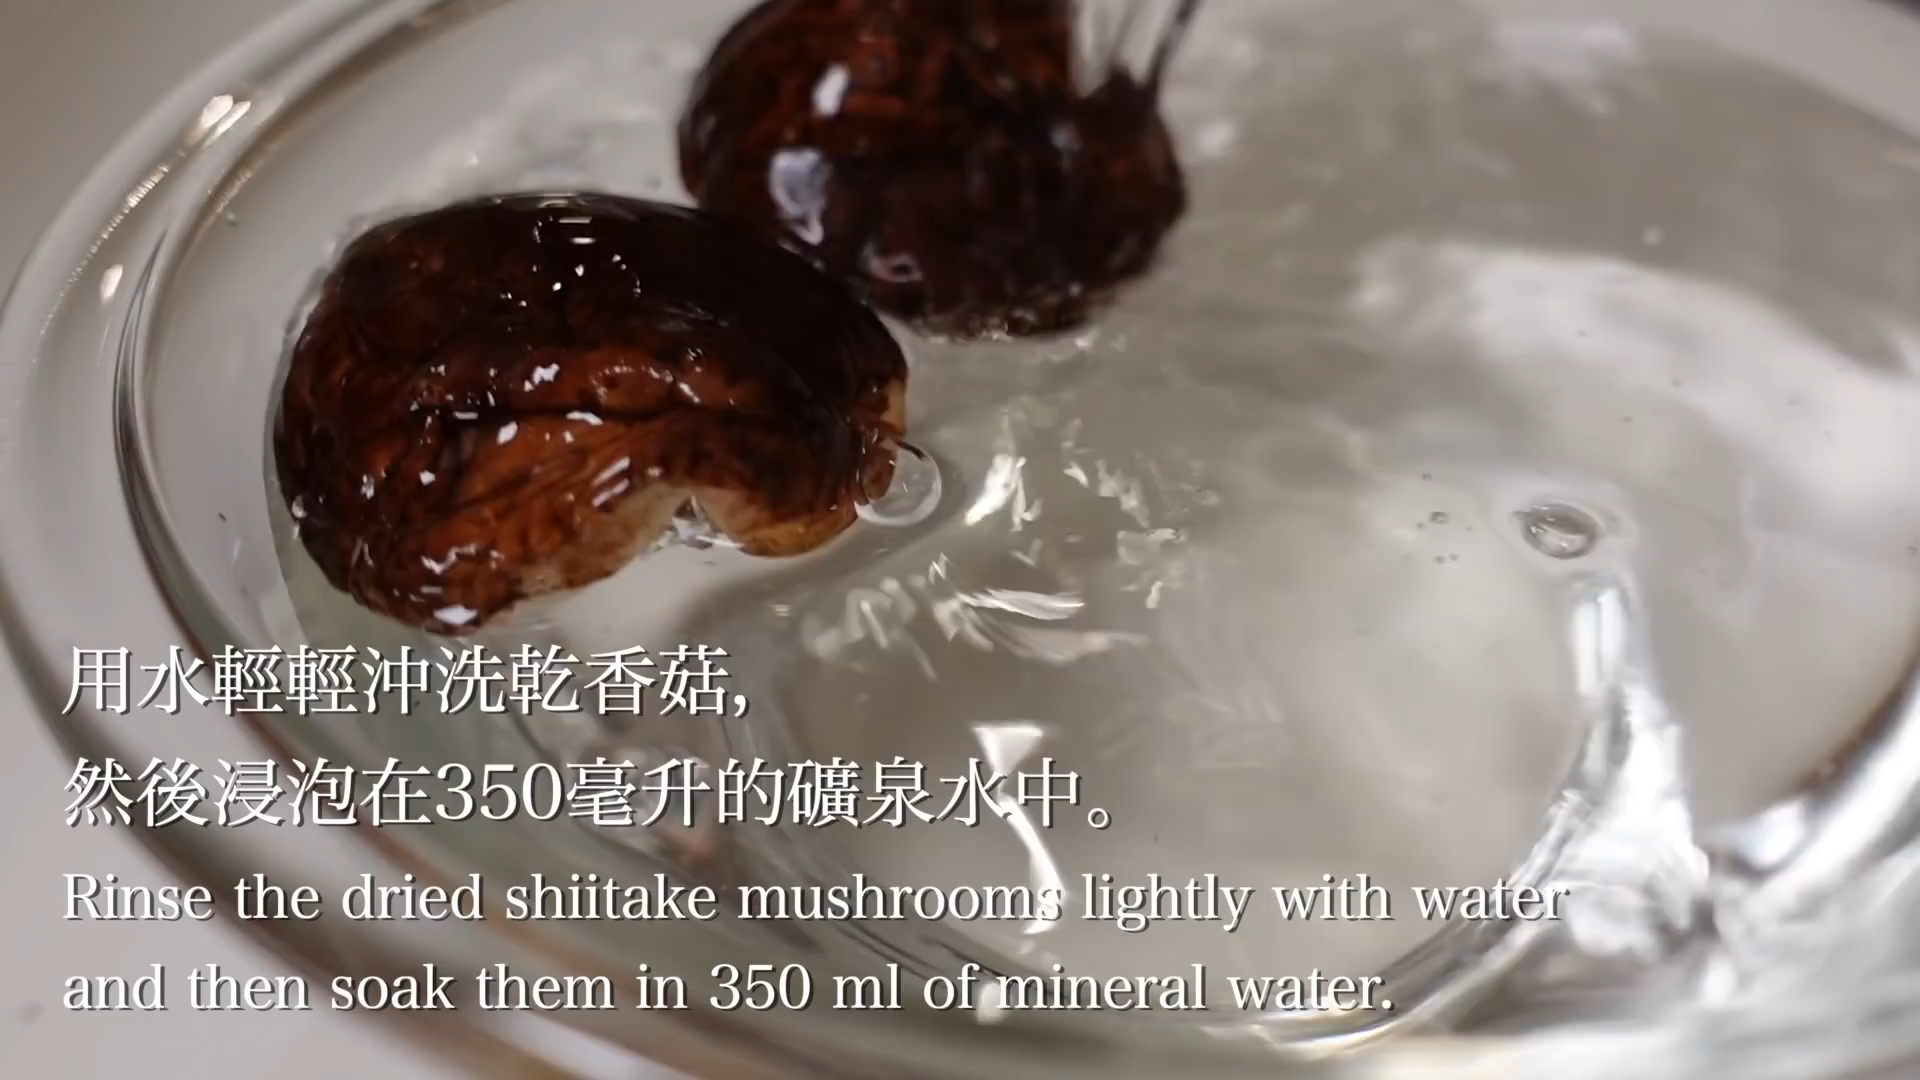 用水輕輕沖洗乾香菇,
然後浸泡在350毫升的礦泉水中。
Rinse the dried shiitake mushrooms lightly with water
and then soak them in 350 ml of mineral water.